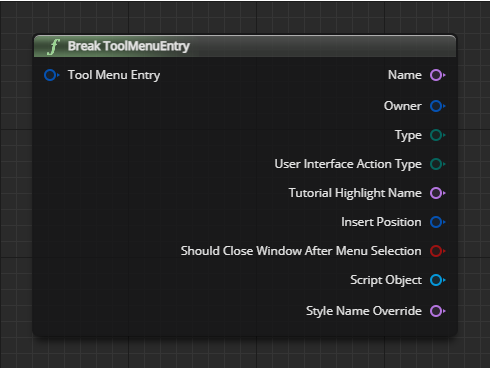 f Break ToolMenuEntry
Tool Menu Entry
Name
Owner
Type
User Interface Action Type
Tutorial Highlight Name
Insert Position
Should Close Window After Menu Selection
Script Object
Style Name Override